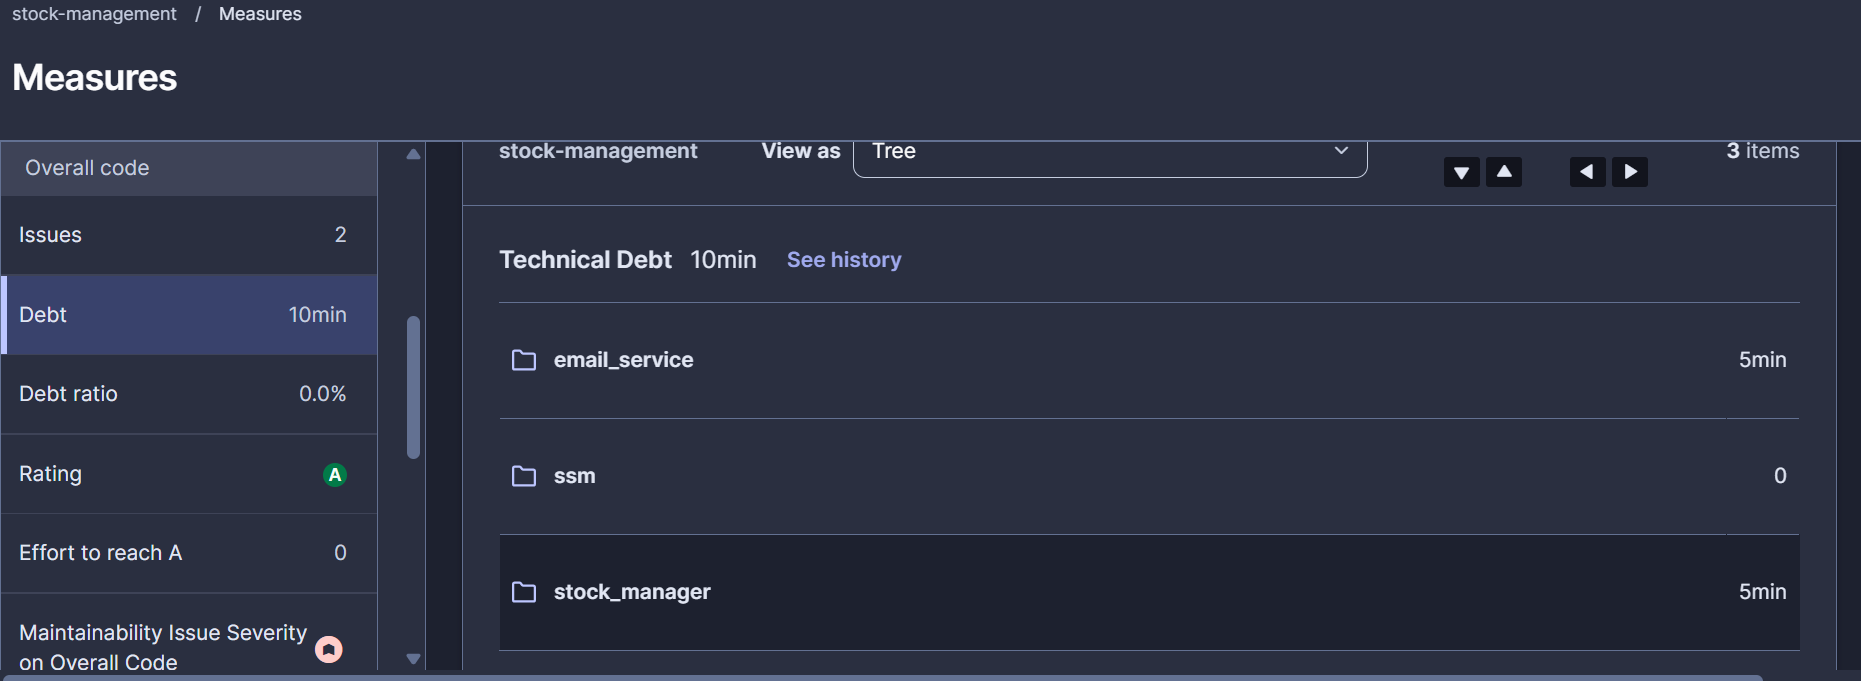 stock-management / Measures
Measures
Overall code
Issues 2
Debt 10min
Debt ratio 0.0%
Rating A
Effort to reach A 0
Maintainability Issue Severity
on Overall Code
stock-management View as Tree 3 items
Technical Debt 10min See history
email_service 5min
ssm 0
stock_manager 5min